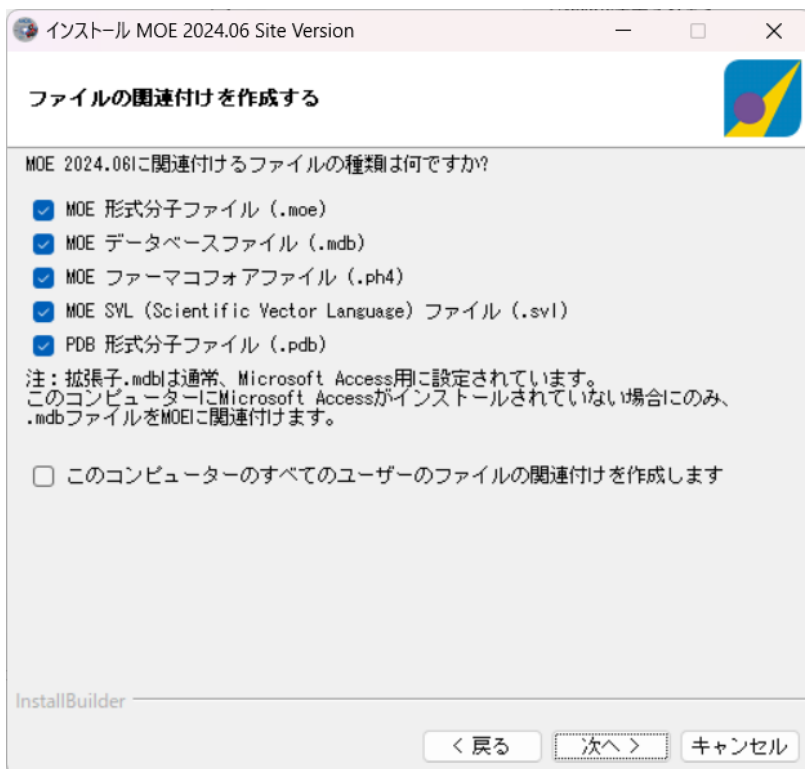 インストール MOE 2024.06 Site Version
ファイルの関連付けを作成する
MOE 2024.06に関連付けるファイルの種類は何ですか?
MOE 形式分子ファイル (.moe)
MOE データベースファイル (.mdb)
MOE ファーマコフォアファイル (.ph4)
MOE SVL (Scientific Vector Language) ファイル (.svl)
PDB 形式分子ファイル (.pdb)
注：拡張子.mdbは通常、Microsoft Access用に設定されています。
このコンピューターにMicrosoft Accessがインストールされていない場合にのみ、
.mdbファイルをMOEに関連付けます。
このコンピューターのすべてのユーザーのファイルの関連付けを作成します
InstallBuilder
< 戻る 次へ > キャンセル